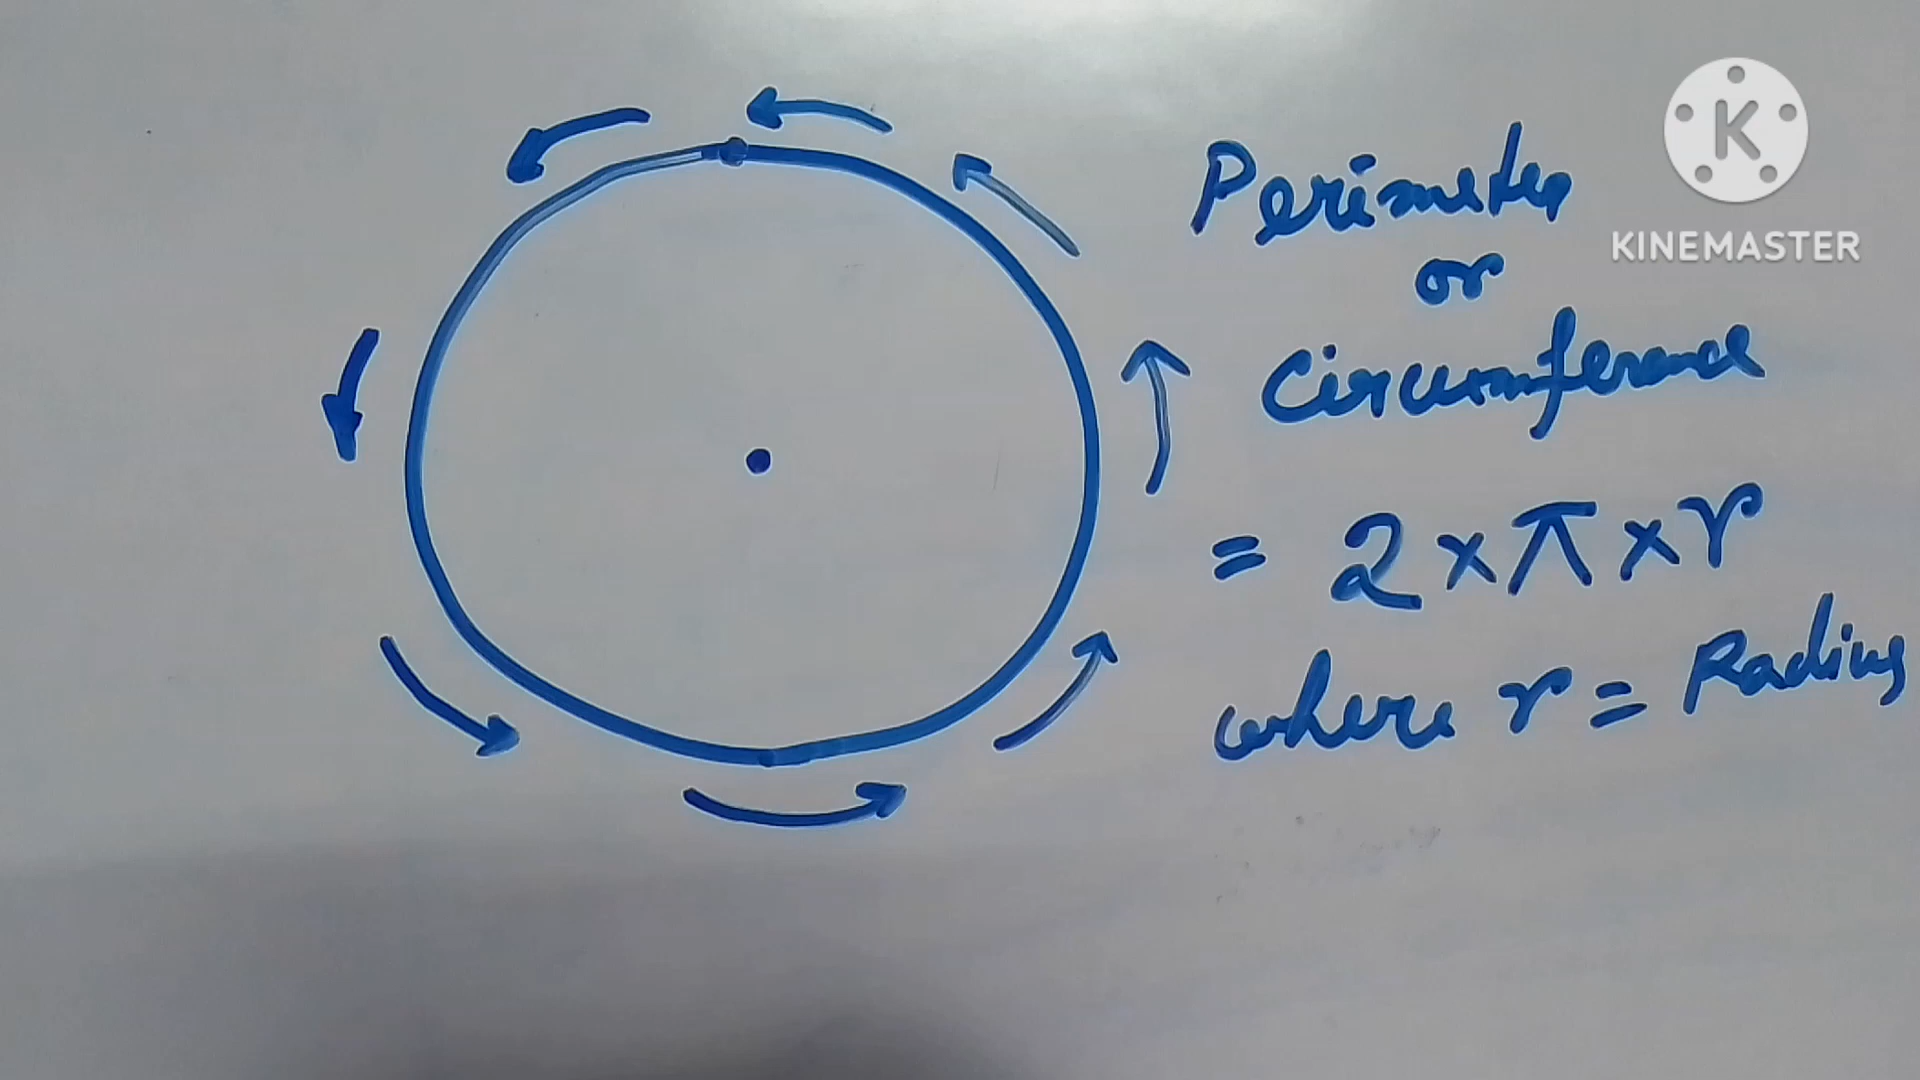 Perimeter
or
Circumference
= 2 × π × r
where r = Radius
K
KINEMASTER